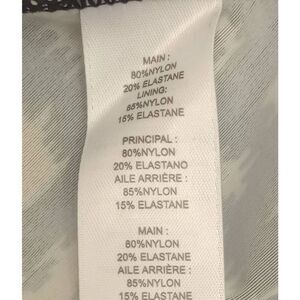 MAIN :
80%NYLON
20% ELASTANE
LINING:
85%NYLON
15% ELASTANE
PRINCIPAL :
80%NYLON
20% ELASTANO
AILE ARRIÈRE :
85%NYLON
15% ELASTANE
MAIN :
80%NYLON
20% ELASTANE
AILE ARRIÈRE :
85%NYLON
15% ELASTANE